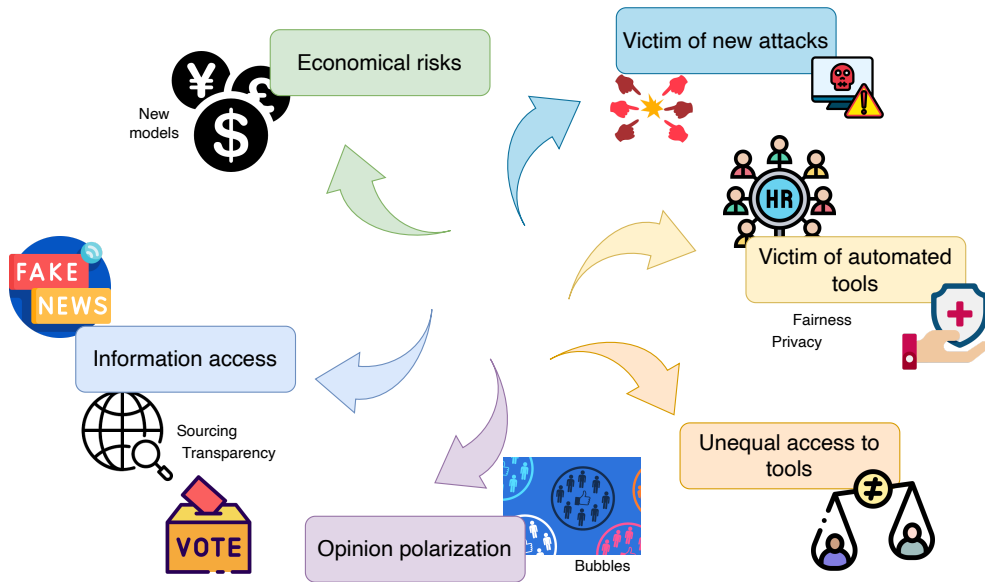 Economical risks
New
models
¥
£
$
Victim of new attacks
HR
Victim of automated
tools
Fairness
Privacy
Unequal access to
tools
≠
Opinion polarization
Bubbles
FAKE
NEWS
Information access
Sourcing
Transparency
VOTE